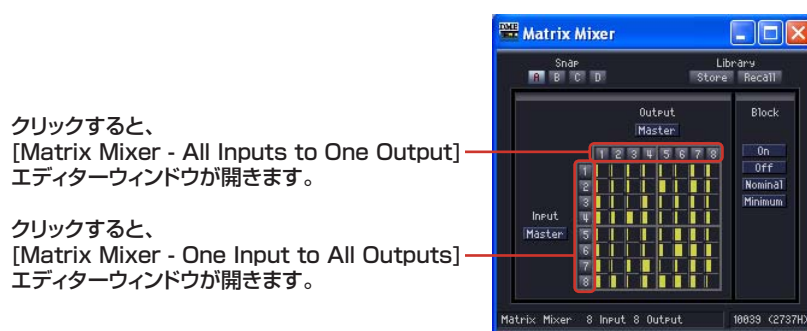 クリックすると、
[Matrix Mixer - All Inputs to One Output]
エディターウィンドウが開きます。
クリックすると、
[Matrix Mixer - One Input to All Outputs]
エディターウィンドウが開きます。
DME Matrix Mixer
Snap
A B C D
Library
Store Recall
Output
Master
1 2 3 4 5 6 7 8
Input
Master
1
2
3
4
5
6
7
8
Block
On
Off
Nominal
Minimum
Matrix Mixer 8 Input 8 Output
10039 (2737H)